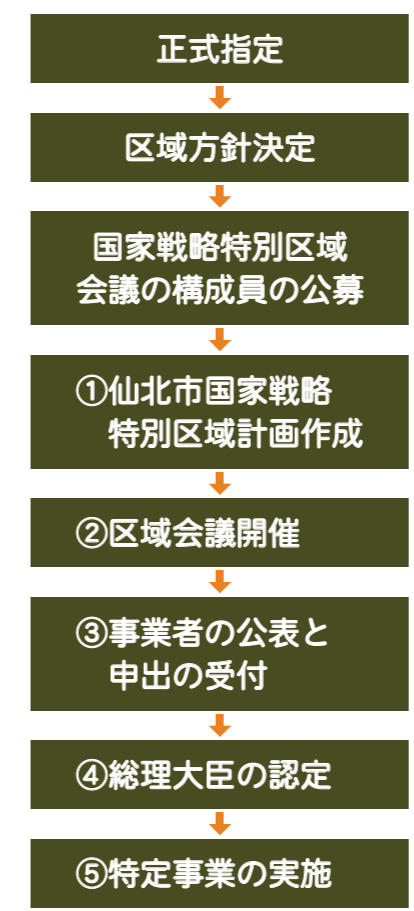 正式指定
区域方針決定
国家戦略特別区域
会議の構成員の公募
①仙北市国家戦略
特別区域計画作成
②区域会議開催
③事業者の公表と
申出の受付
④総理大臣の認定
⑤特定事業の実施